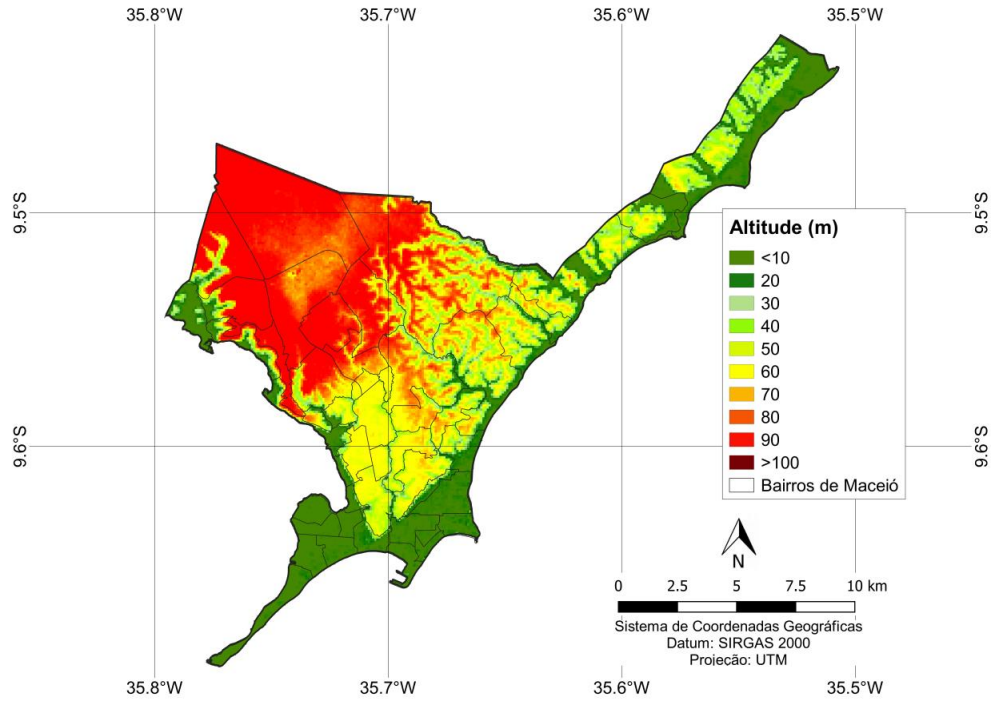 35.8°W 35.7°W 35.6°W 35.5°W
9.5°S 9.5°S
Altitude (m)
<10
20
30
40
50
60
70
80
90
>100
Bairros de Maceió
9.6°S 9.6°S
N
0 2.5 5 7.5 10 km
Sistema de Coordenadas Geográficas
Datum: SIRGAS 2000
Projeção: UTM
35.8°W 35.7°W 35.6°W 35.5°W